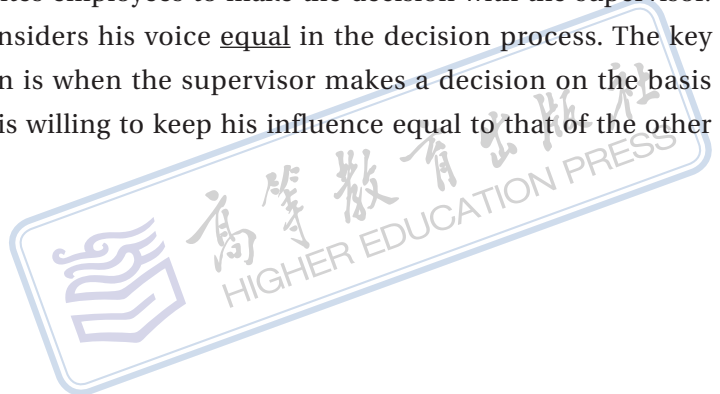 ites employees to make the decision with the supervisor.
nsiders his voice equal in the decision process. The key
n is when the supervisor makes a decision on the basis
is willing to keep his influence equal to that of the other
高等教育出版社
HIGHER EDUCATION PRESS